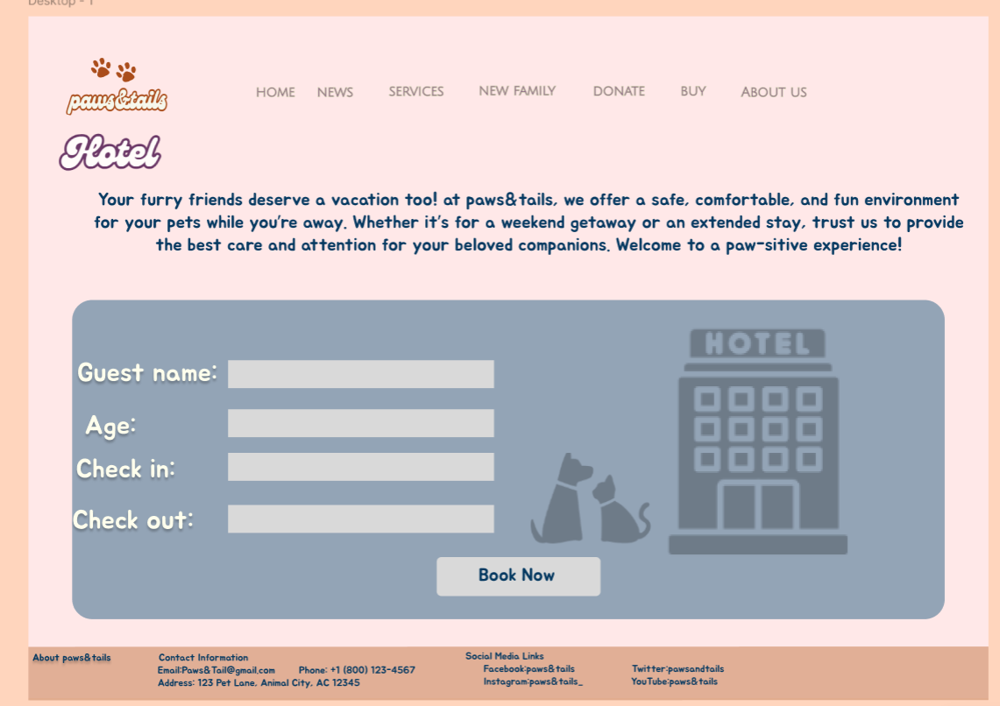 Desktop - 1
paws&tails
HOME NEWS SERVICES NEW FAMILY DONATE BUY ABOUT US
Hotel
Your furry friends deserve a vacation too! at paws&tails, we offer a safe, comfortable, and fun environment
for your pets while you're away. Whether it's for a weekend getaway or an extended stay, trust us to provide
the best care and attention for your beloved companions. Welcome to a paw-sitive experience!
HOTEL
Guest name:
Age:
Check in:
Check out:
Book Now
About paws&tails
Contact Information
Email:Paws&Tail@gmail.com Phone: +1 (800) 123-4567
Address: 123 Pet Lane, Animal City, AC 12345
Social Media Links
Facebook:paws&tails Twitter:pawsandtails
Instagram:paws&tails_ YouTube:paws&tails